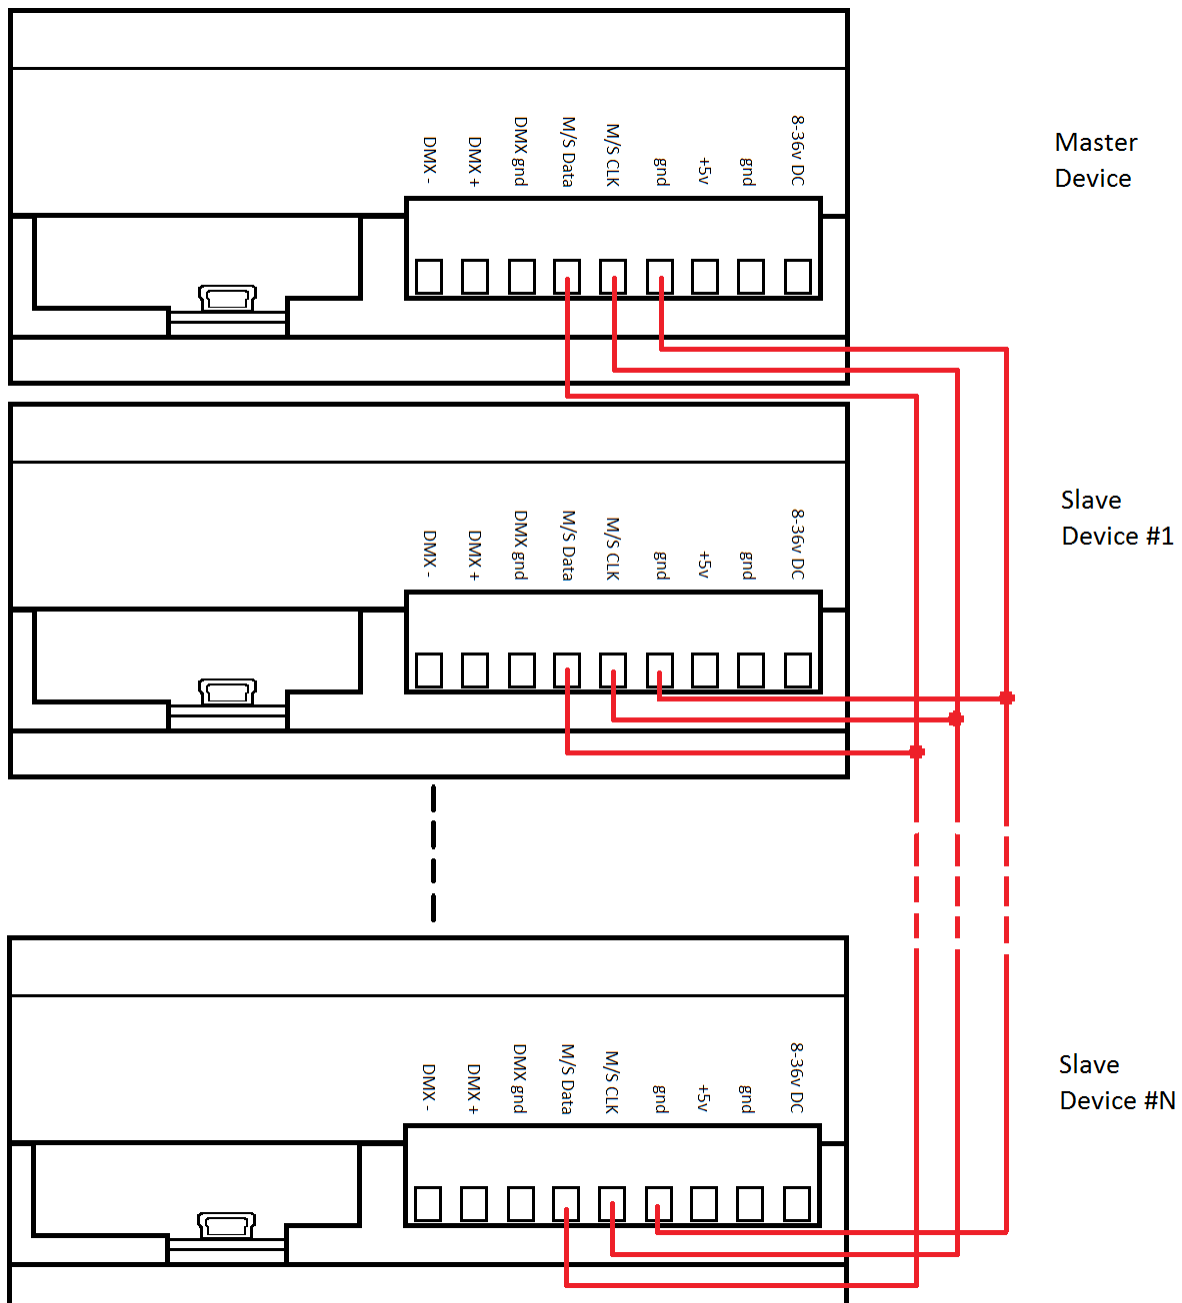 DMX -
DMX +
DMX gnd
M/S Data
M/S CLK
gnd
+5v
gnd
8-36v DC
Master
Device
DMX -
DMX +
DMX gnd
M/S Data
M/S CLK
gnd
+5v
gnd
8-36v DC
Slave
Device #1
DMX -
DMX +
DMX gnd
M/S Data
M/S CLK
gnd
+5v
gnd
8-36v DC
Slave
Device #N